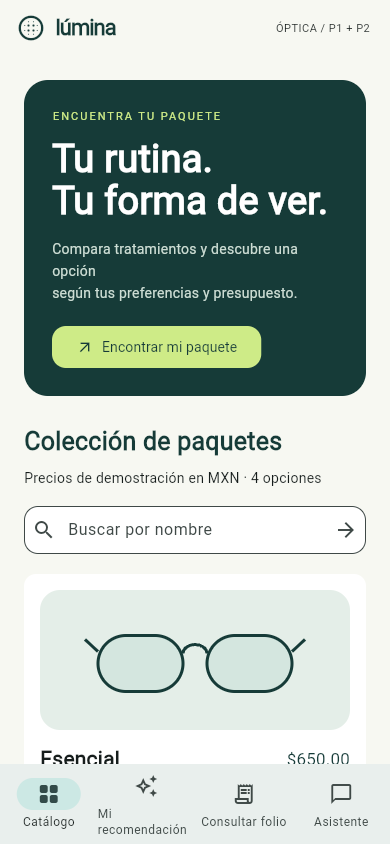 lúmina
ÓPTICA / P1 + P2
ENCUENTRA TU PAQUETE
Tu rutina.
Tu forma de ver.
Compara tratamientos y descubre una
opción
según tus preferencias y presupuesto.
Encontrar mi paquete
Colección de paquetes
Precios de demostración en MXN · 4 opciones
Buscar por nombre
Esencial
$650.00
Catálogo
Mi
recomendación
Consultar folio
Asistente